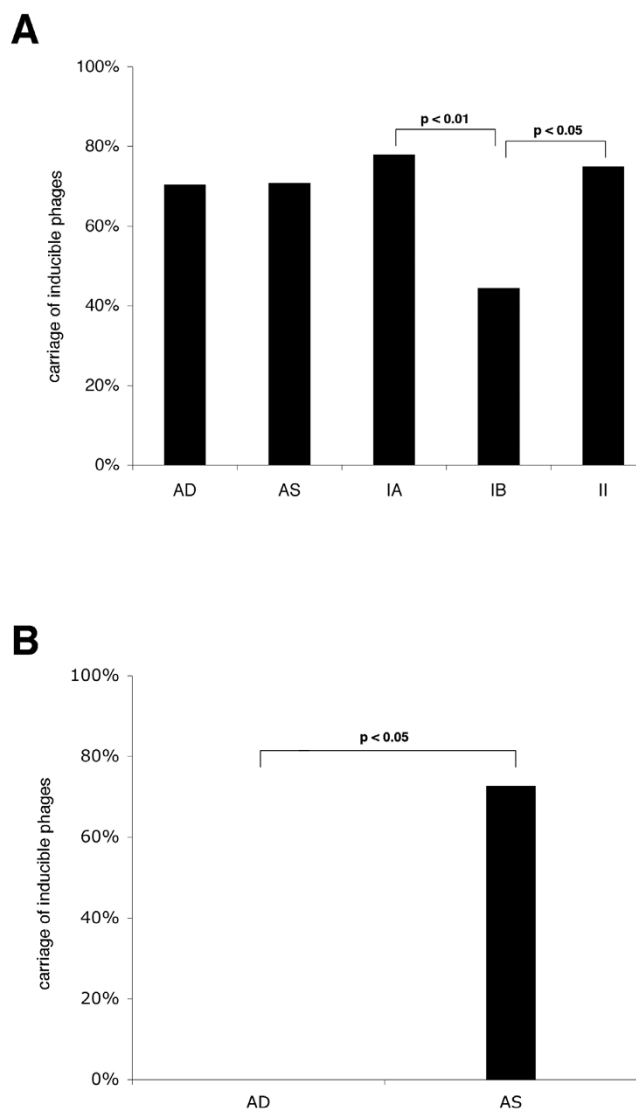 A
100%
p < 0.01
p < 0.05
80%
60%
40%
20%
0%
carriage of inducible phages
AD AS IA IB II
B
100%
p < 0.05
80%
60%
40%
20%
0%
carriage of inducible phages
AD AS